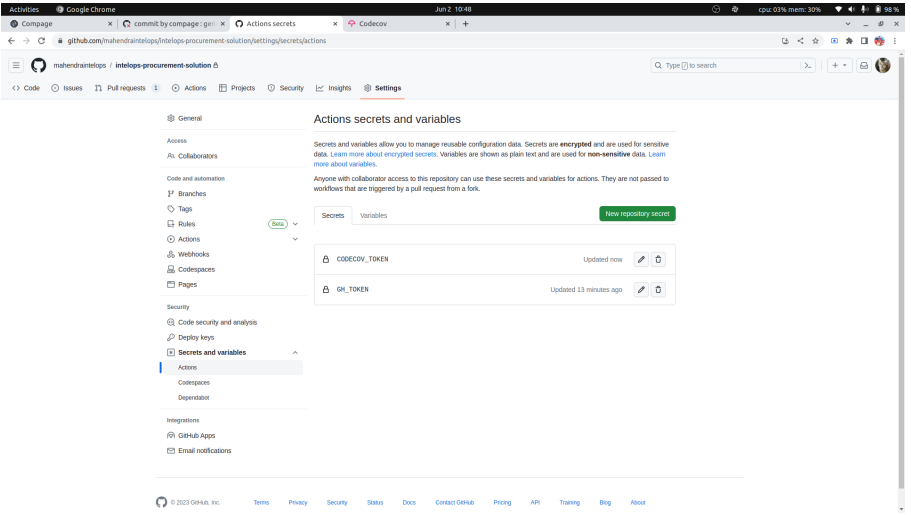 Activities Google Chrome Jun 2 10:48 cpu: 03% mem: 30% 98 %
Compage commit by compage : gen Actions secrets Codecov
github.com/mahendraintelops/intelops-procurement-solution/settings/secrets/actions
mahendraintelops / intelops-procurement-solution Type / to search
Code Issues Pull requests 1 Actions Projects Security Insights Settings
General
Access
Collaborators
Code and automation
Branches
Tags
Rules Beta
Actions
Webhooks
Codespaces
Pages
Security
Code security and analysis
Deploy keys
Secrets and variables
Actions
Codespaces
Dependabot
Integrations
GitHub Apps
Email notifications
Actions secrets and variables
Secrets and variables allow you to manage reusable configuration data. Secrets are encrypted and are used for sensitive
data. Learn more about encrypted secrets. Variables are shown as plain text and are used for non-sensitive data. Learn
more about variables.
Anyone with collaborator access to this repository can use these secrets and variables for actions. They are not passed to
workflows that are triggered by a pull request from a fork.
Secrets Variables New repository secret
CODECOV_TOKEN Updated now
GH_TOKEN Updated 13 minutes ago
© 2023 GitHub, Inc. Terms Privacy Security Status Docs Contact GitHub Pricing API Training Blog About